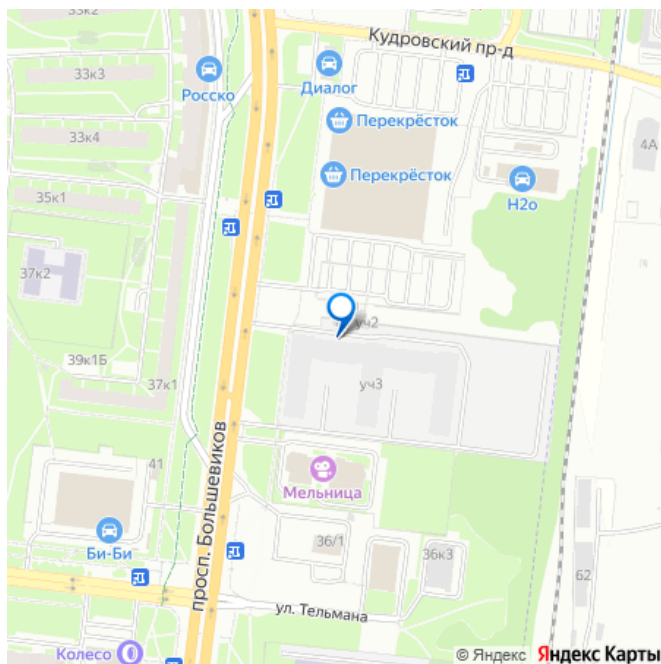 33к2
Кудровский пр-д
33к3
Росско
Диалог
33к4
Перекрёсток
4А
Перекрёсток
35к1
Н2о
37к2
уч2
39к1Б
37к1
уч3
просп. Большевиков
41
Мельница
Би-Би
36/1
36к3
62
ул. Тельмана
Колесо
© Яндекс Яндекс Карты